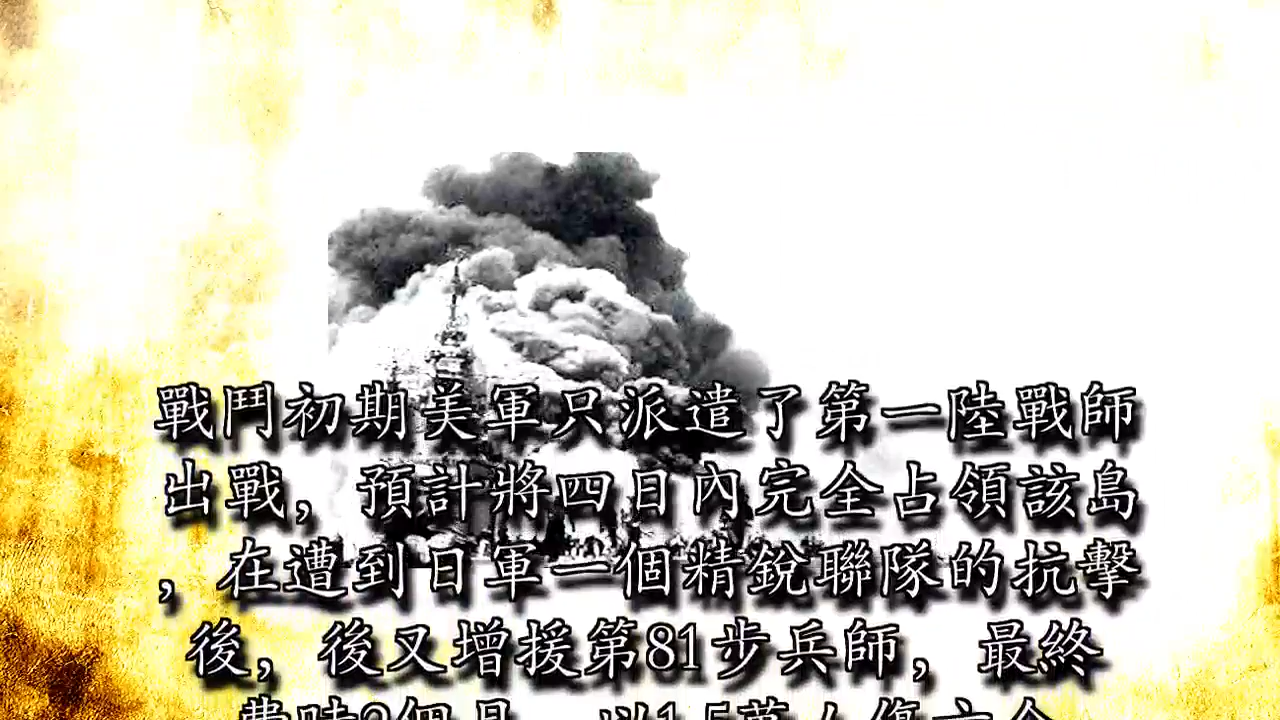 戰鬥初期美軍只派遣了第一陸戰師
出戰，預計將四日內完全占領該島
，在遭到日軍一個精銳聯隊的抗擊
後，後又增援第81步兵師，最終